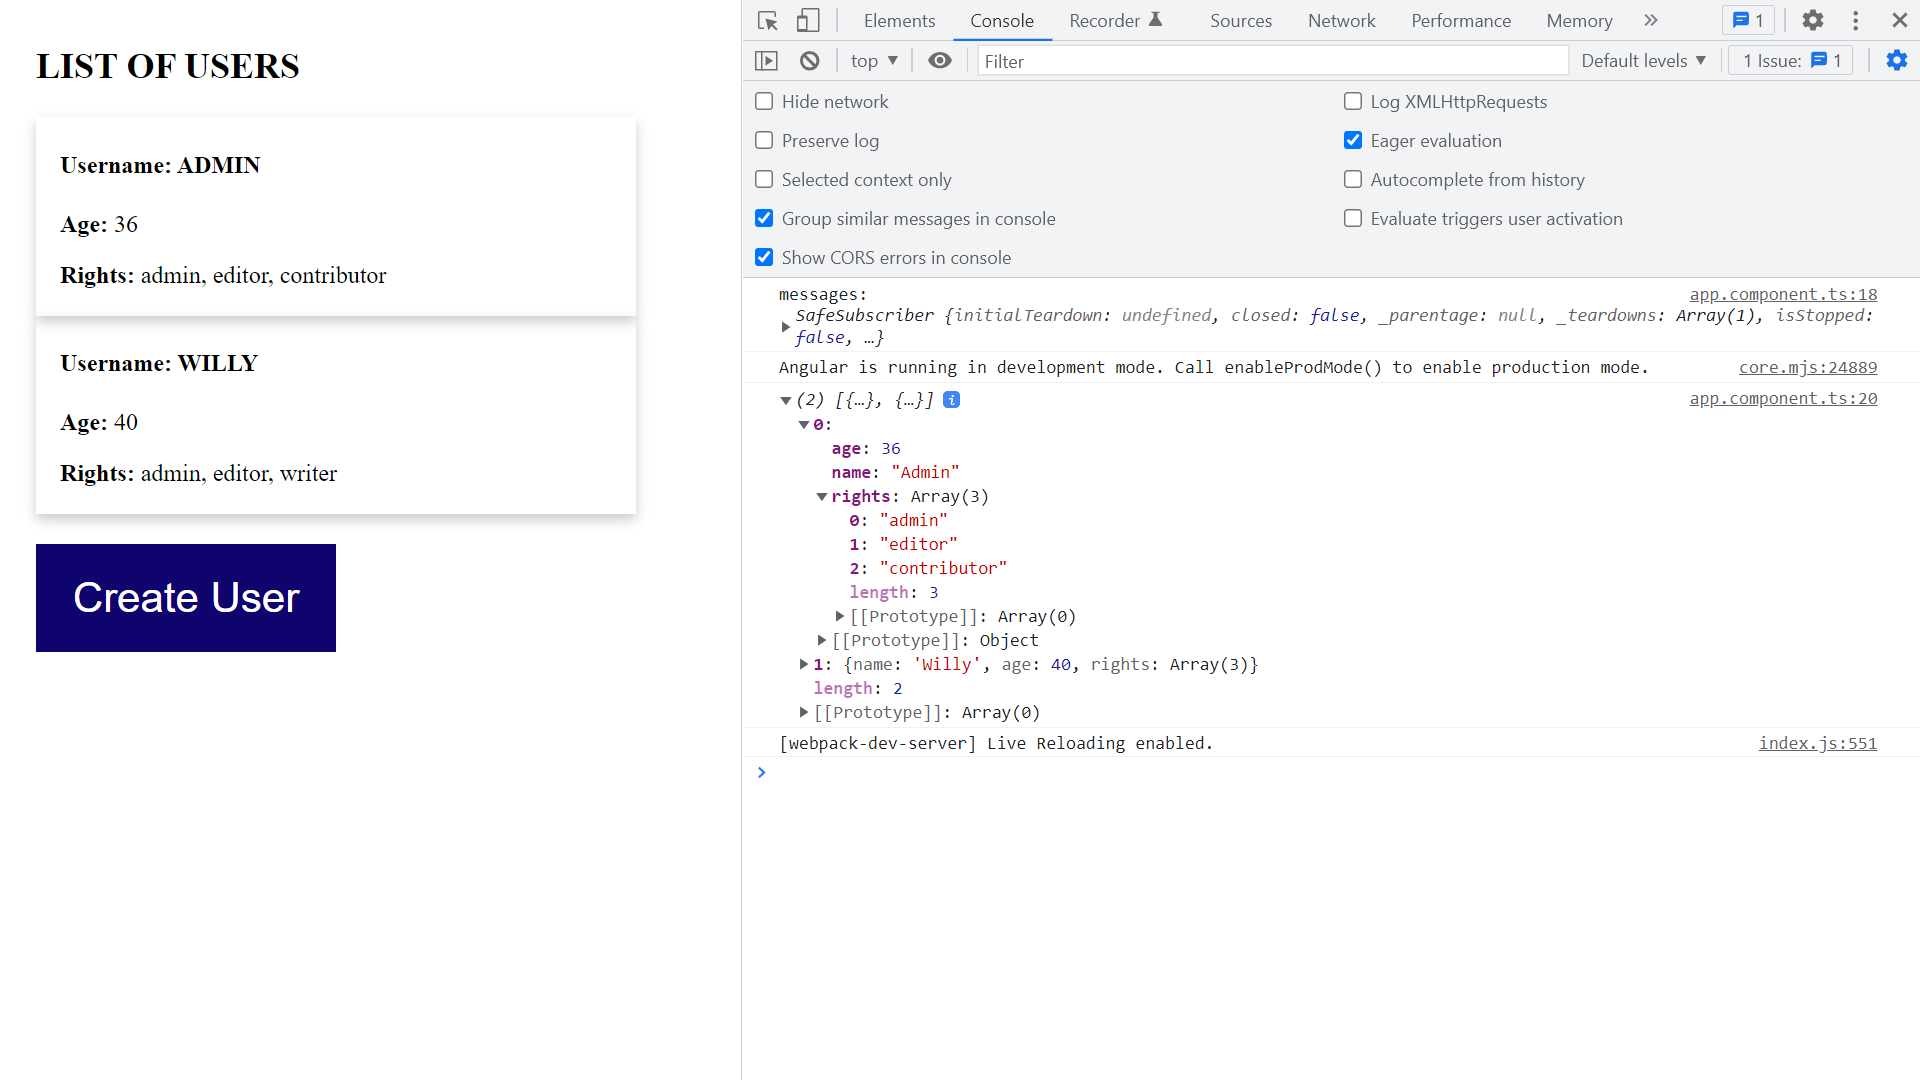 LIST OF USERS
Username: ADMIN
Age: 36
Rights: admin, editor, contributor
Username: WILLY
Age: 40
Rights: admin, editor, writer
Create User
Elements Console Recorder Sources Network Performance Memory 1
top Filter Default levels 1 Issue: 1
Hide network Log XMLHttpRequests
Preserve log Eager evaluation
Selected context only Autocomplete from history
Group similar messages in console Evaluate triggers user activation
Show CORS errors in console
messages: app.component.ts:18
SafeSubscriber {initialTeardown: undefined, closed: false, _parentage: null, _teardowns: Array(1), isStopped:
false, …}
Angular is running in development mode. Call enableProdMode() to enable production mode. core.mjs:24889
(2) [{…}, {…}] i app.component.ts:20
0:
age: 36
name: "Admin"
rights: Array(3)
0: "admin"
1: "editor"
2: "contributor"
length: 3
[[Prototype]]: Array(0)
[[Prototype]]: Object
1: {name: 'Willy', age: 40, rights: Array(3)}
length: 2
[[Prototype]]: Array(0)
[webpack-dev-server] Live Reloading enabled. index.js:551